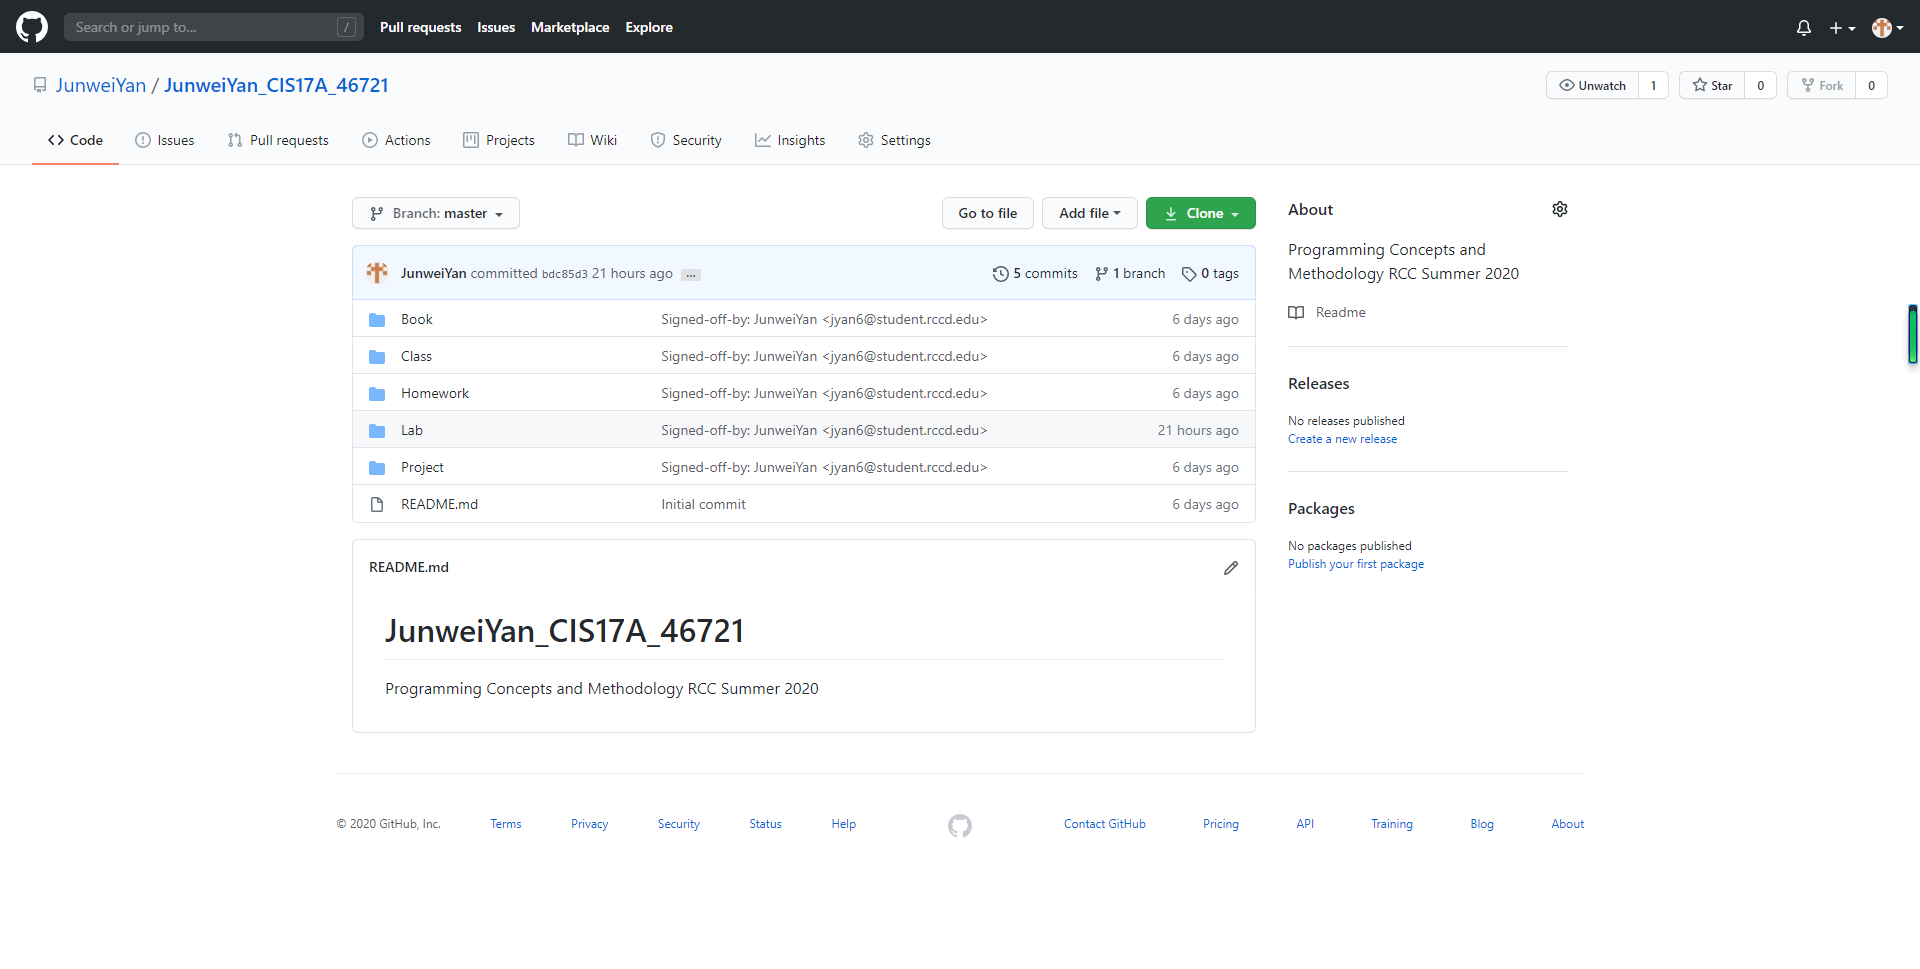 Search or jump to... /
Pull requests Issues Marketplace Explore
JunweiYan / JunweiYan_CIS17A_46721
Unwatch 1 Star 0 Fork 0
Code Issues Pull requests Actions Projects Wiki Security Insights Settings
Branch: master Go to file Add file Clone
JunweiYan committed bdc85d3 21 hours ago ... 5 commits 1 branch 0 tags
Book Signed-off-by: JunweiYan <jyan6@student.rccd.edu> 6 days ago
Class Signed-off-by: JunweiYan <jyan6@student.rccd.edu> 6 days ago
Homework Signed-off-by: JunweiYan <jyan6@student.rccd.edu> 6 days ago
Lab Signed-off-by: JunweiYan <jyan6@student.rccd.edu> 21 hours ago
Project Signed-off-by: JunweiYan <jyan6@student.rccd.edu> 6 days ago
README.md Initial commit 6 days ago
README.md
JunweiYan_CIS17A_46721
Programming Concepts and Methodology RCC Summer 2020
About
Programming Concepts and
Methodology RCC Summer 2020
Readme
Releases
No releases published
Create a new release
Packages
No packages published
Publish your first package
© 2020 GitHub, Inc. Terms Privacy Security Status Help Contact GitHub Pricing API Training Blog About